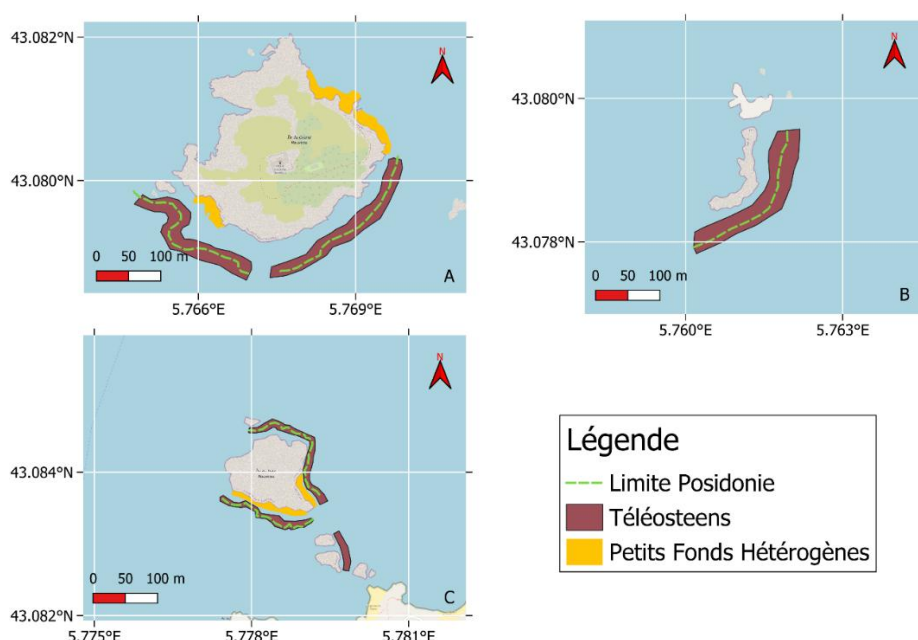 43.082°N
N
43.080°N
0 50 100 m
A
5.766°E
5.769°E
N
43.080°N
43.078°N
0 50 100 m
B
5.760°E
5.763°E
N
43.084°N
0 50 100 m
C
43.082°N
5.775°E
5.778°E
5.781°E
Légende
Limite Posidonie
Téléosteens
Petits Fonds Hétérogènes